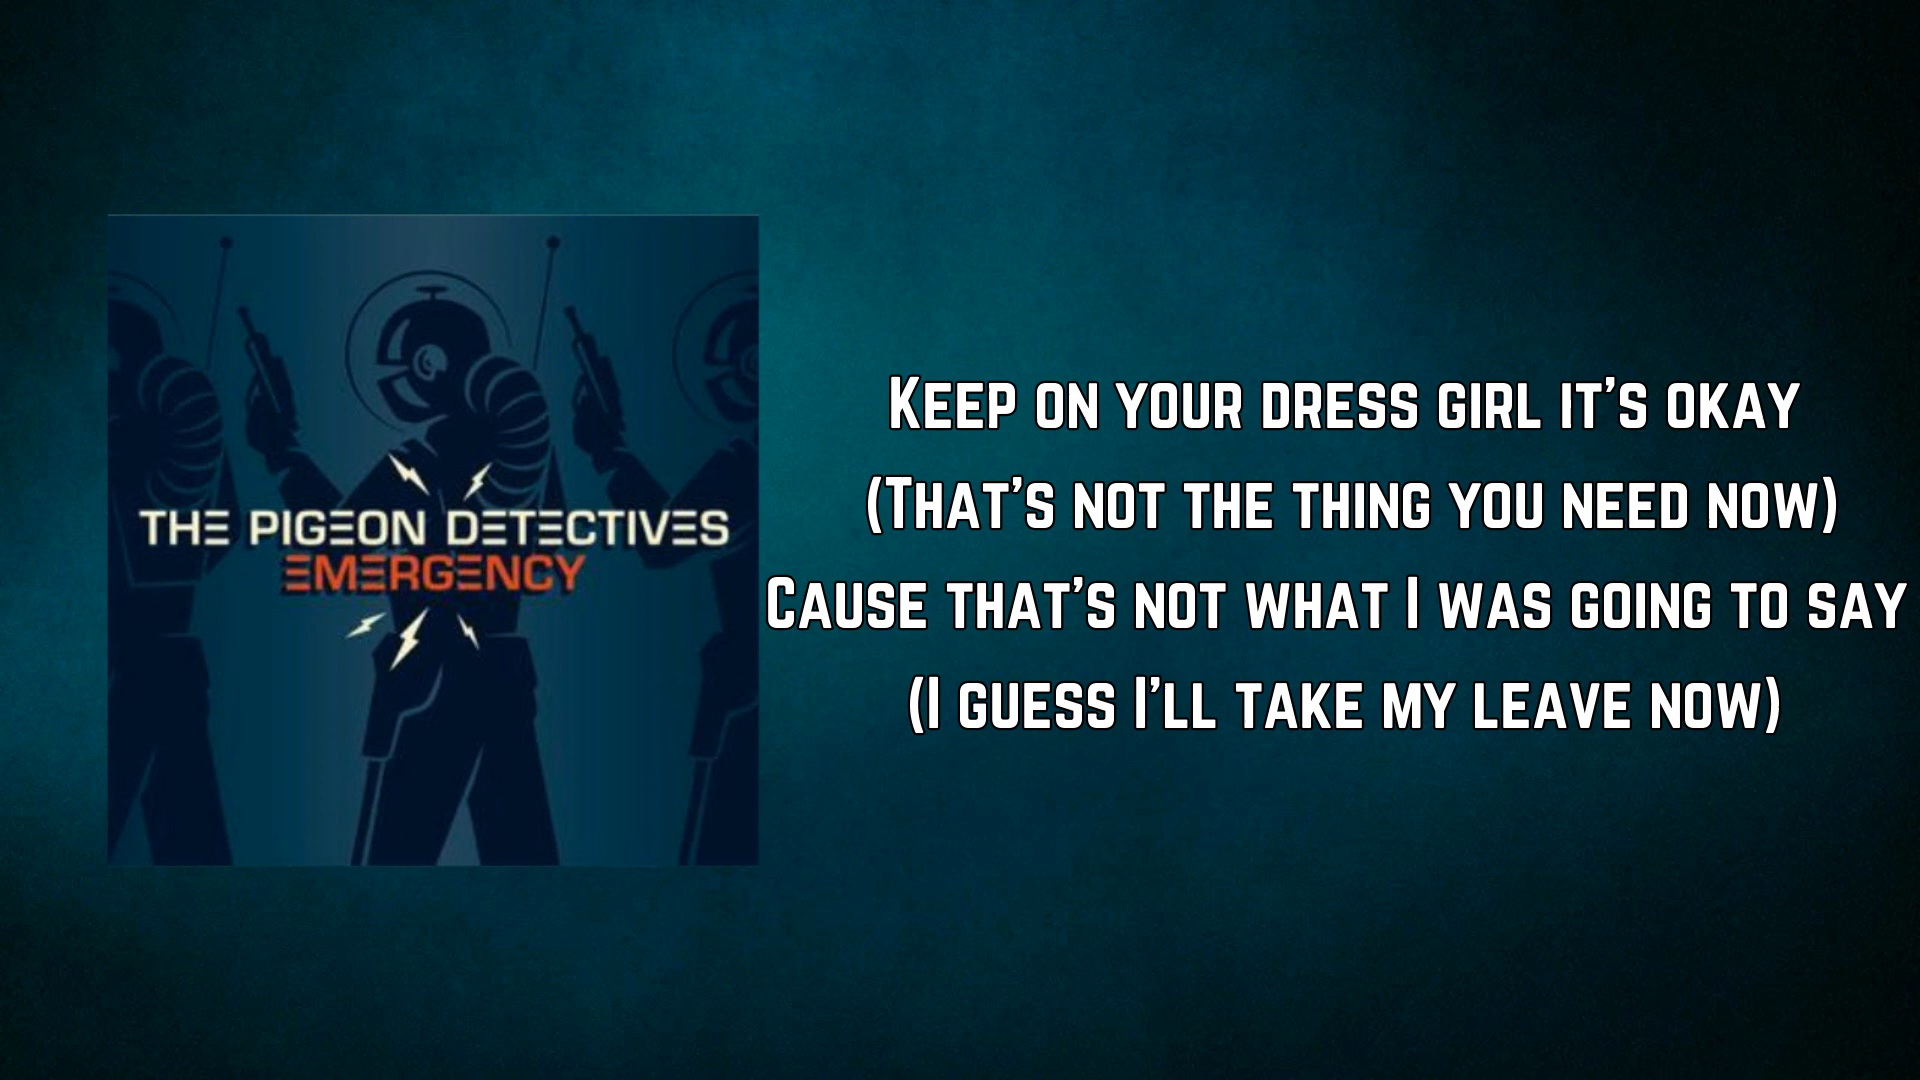 THE PIGEON DETECTIVES
EMERGENCY
KEEP ON YOUR DRESS GIRL IT'S OKAY
(THAT'S NOT THE THING YOU NEED NOW)
CAUSE THAT'S NOT WHAT I WAS GOING TO SAY
(I GUESS I'LL TAKE MY LEAVE NOW)